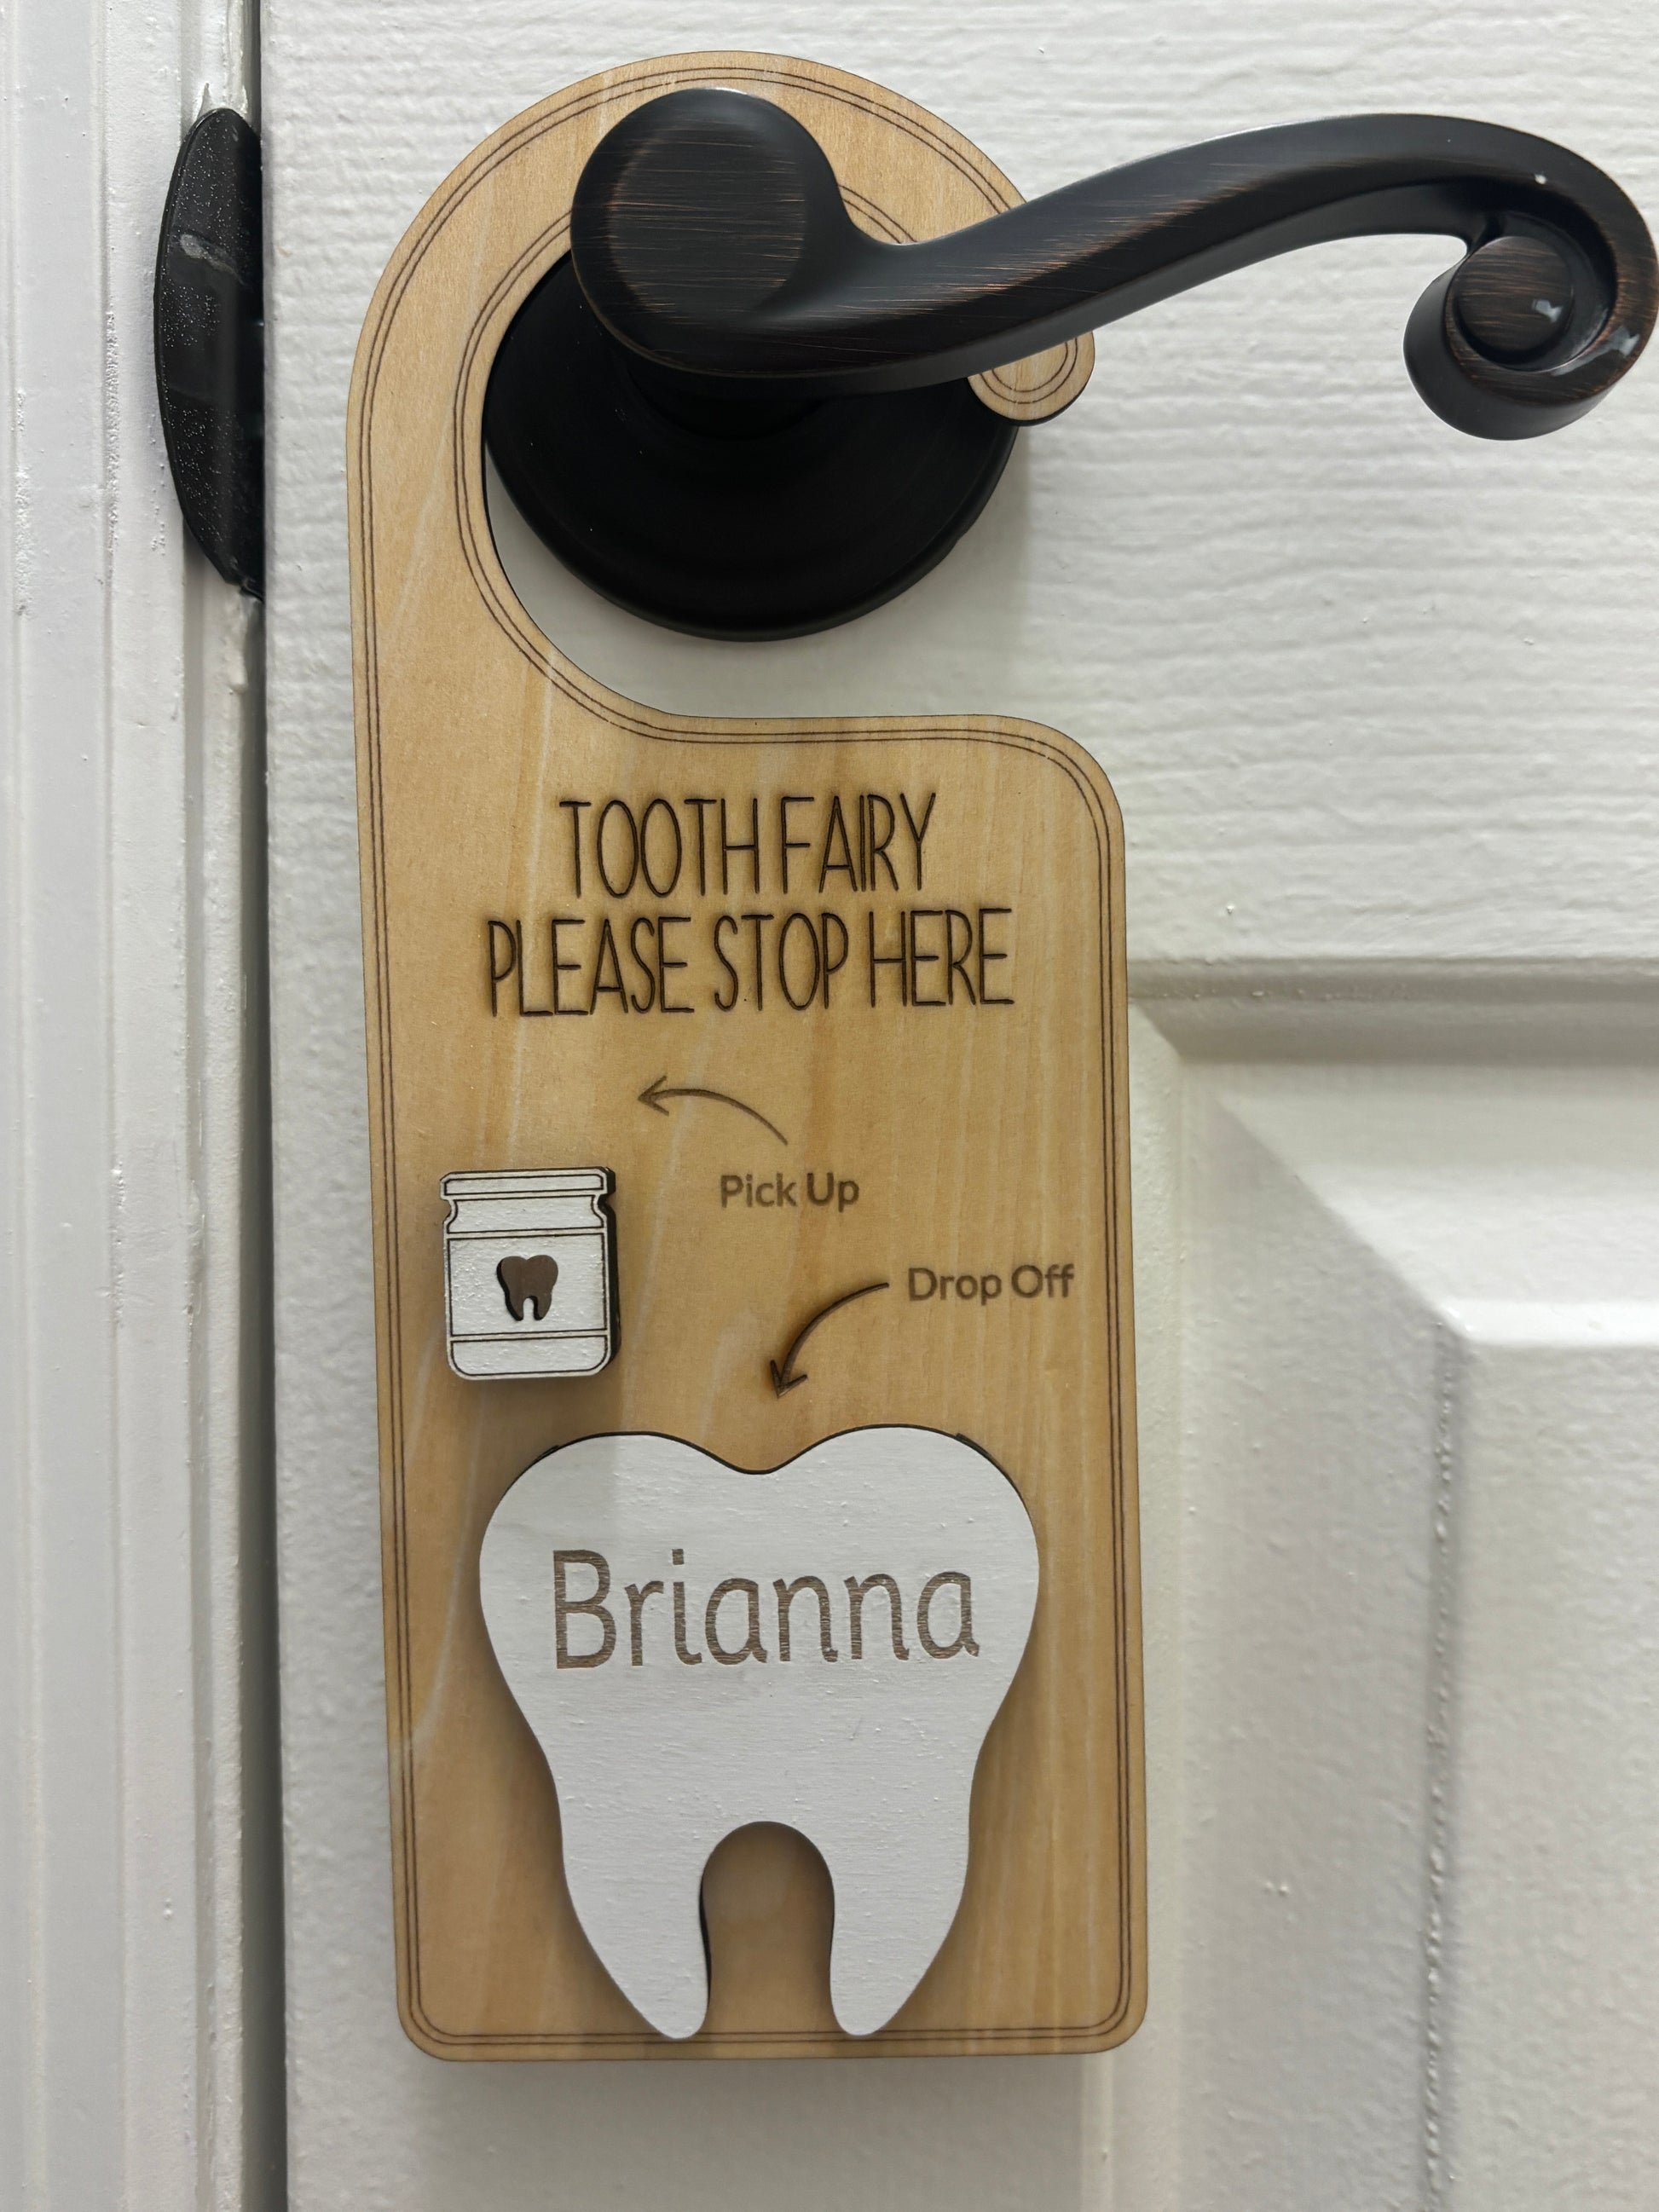 TOOTH FAIRY
PLEASE STOP HERE
Pick Up
Drop Off
Brianna